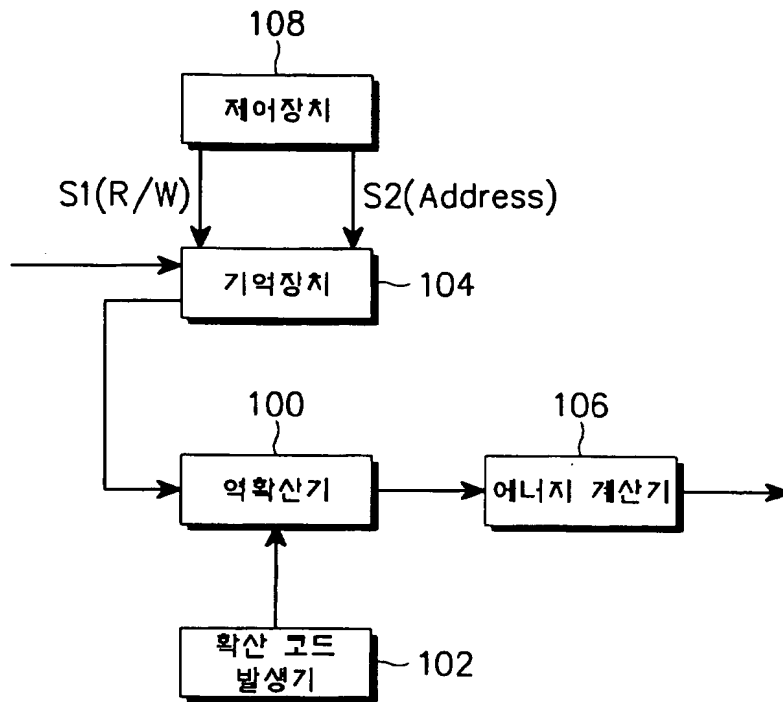 108
제어장치
S1(R/W)
S2(Address)
기억장치
104
100
106
역확산기
에너지 계산기
확산 코드
발생기
102